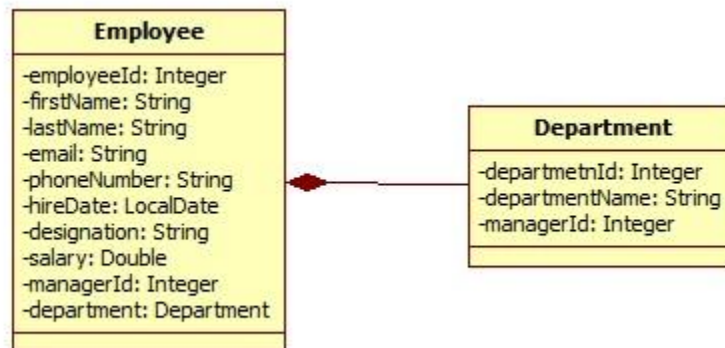 Employee
-employeeId: Integer
-firstName: String
-lastName: String
-email: String
-phoneNumber: String
-hireDate: LocalDate
-designation: String
-salary: Double
-managerId: Integer
-department: Department
Department
-departmetnId: Integer
-departmentName: String
-managerId: Integer